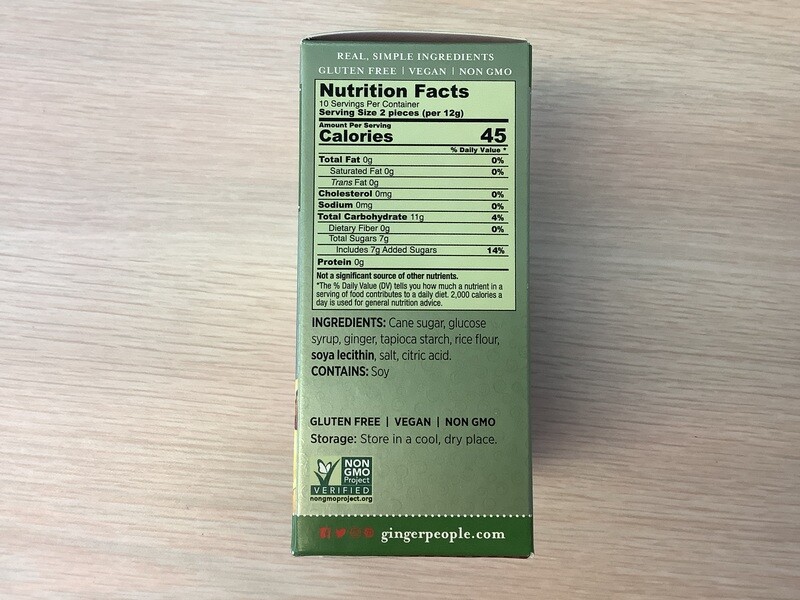 REAL, SIMPLE INGREDIENTS
GLUTEN FREE | VEGAN | NON GMO
Nutrition Facts
10 Servings Per Container
Serving Size 2 pieces (per 12g)
Amount Per Serving
Calories 45
% Daily Value *
Total Fat 0g 0%
Saturated Fat 0g 0%
Trans Fat 0g
Cholesterol 0mg 0%
Sodium 0mg 0%
Total Carbohydrate 11g 4%
Dietary Fiber 0g 0%
Total Sugars 7g
Includes 7g Added Sugars 14%
Protein 0g
Not a significant source of other nutrients.
*The % Daily Value (DV) tells you how much a nutrient in a
serving of food contributes to a daily diet. 2,000 calories a
day is used for general nutrition advice.
INGREDIENTS: Cane sugar, glucose
syrup, ginger, tapioca starch, rice flour,
soya lecithin, salt, citric acid.
CONTAINS: Soy
GLUTEN FREE | VEGAN | NON GMO
Storage: Store in a cool, dry place.
NON
GMO
Project
VERIFIED
nongmoproject.org
gingerpeople.com